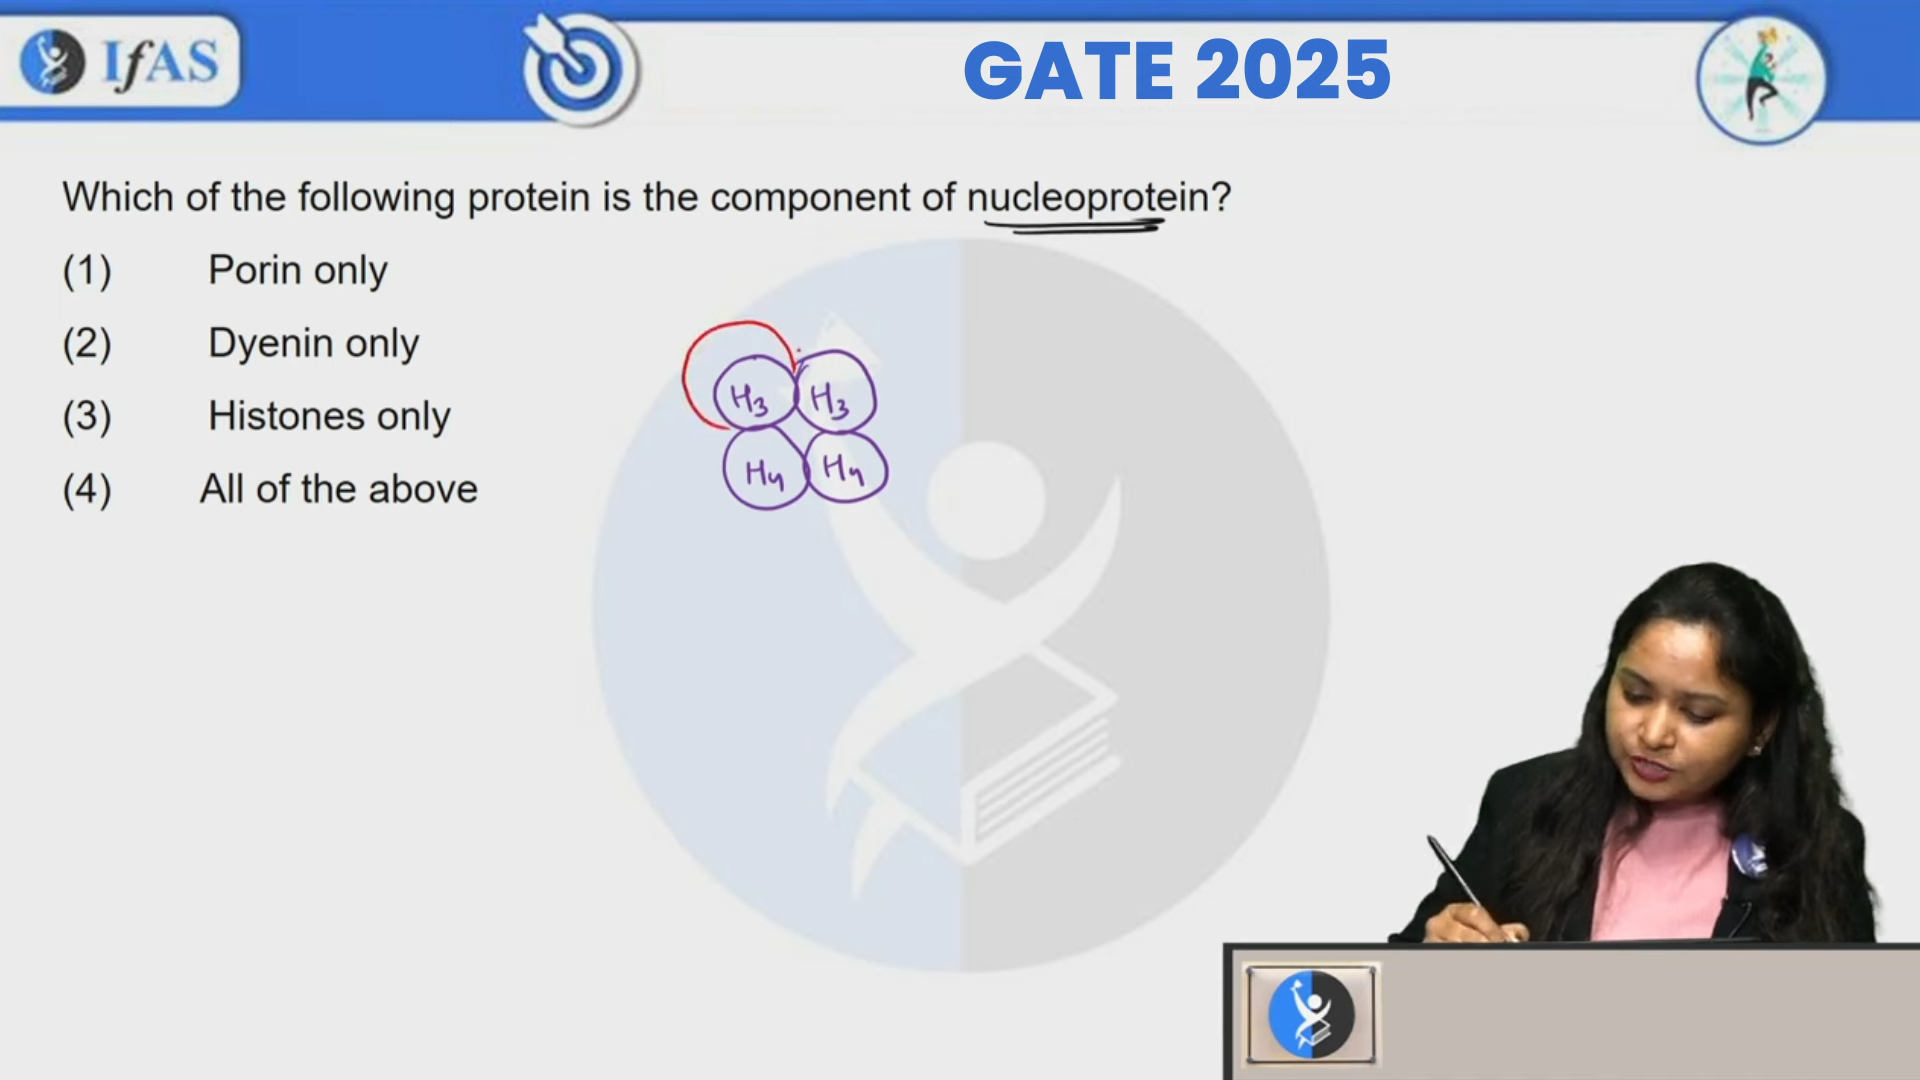 IfAS
GATE 2025
Which of the following protein is the component of nucleoprotein?
(1) Porin only
(2) Dyenin only
(3) Histones only
(4) All of the above
H3 H3
H4 H4